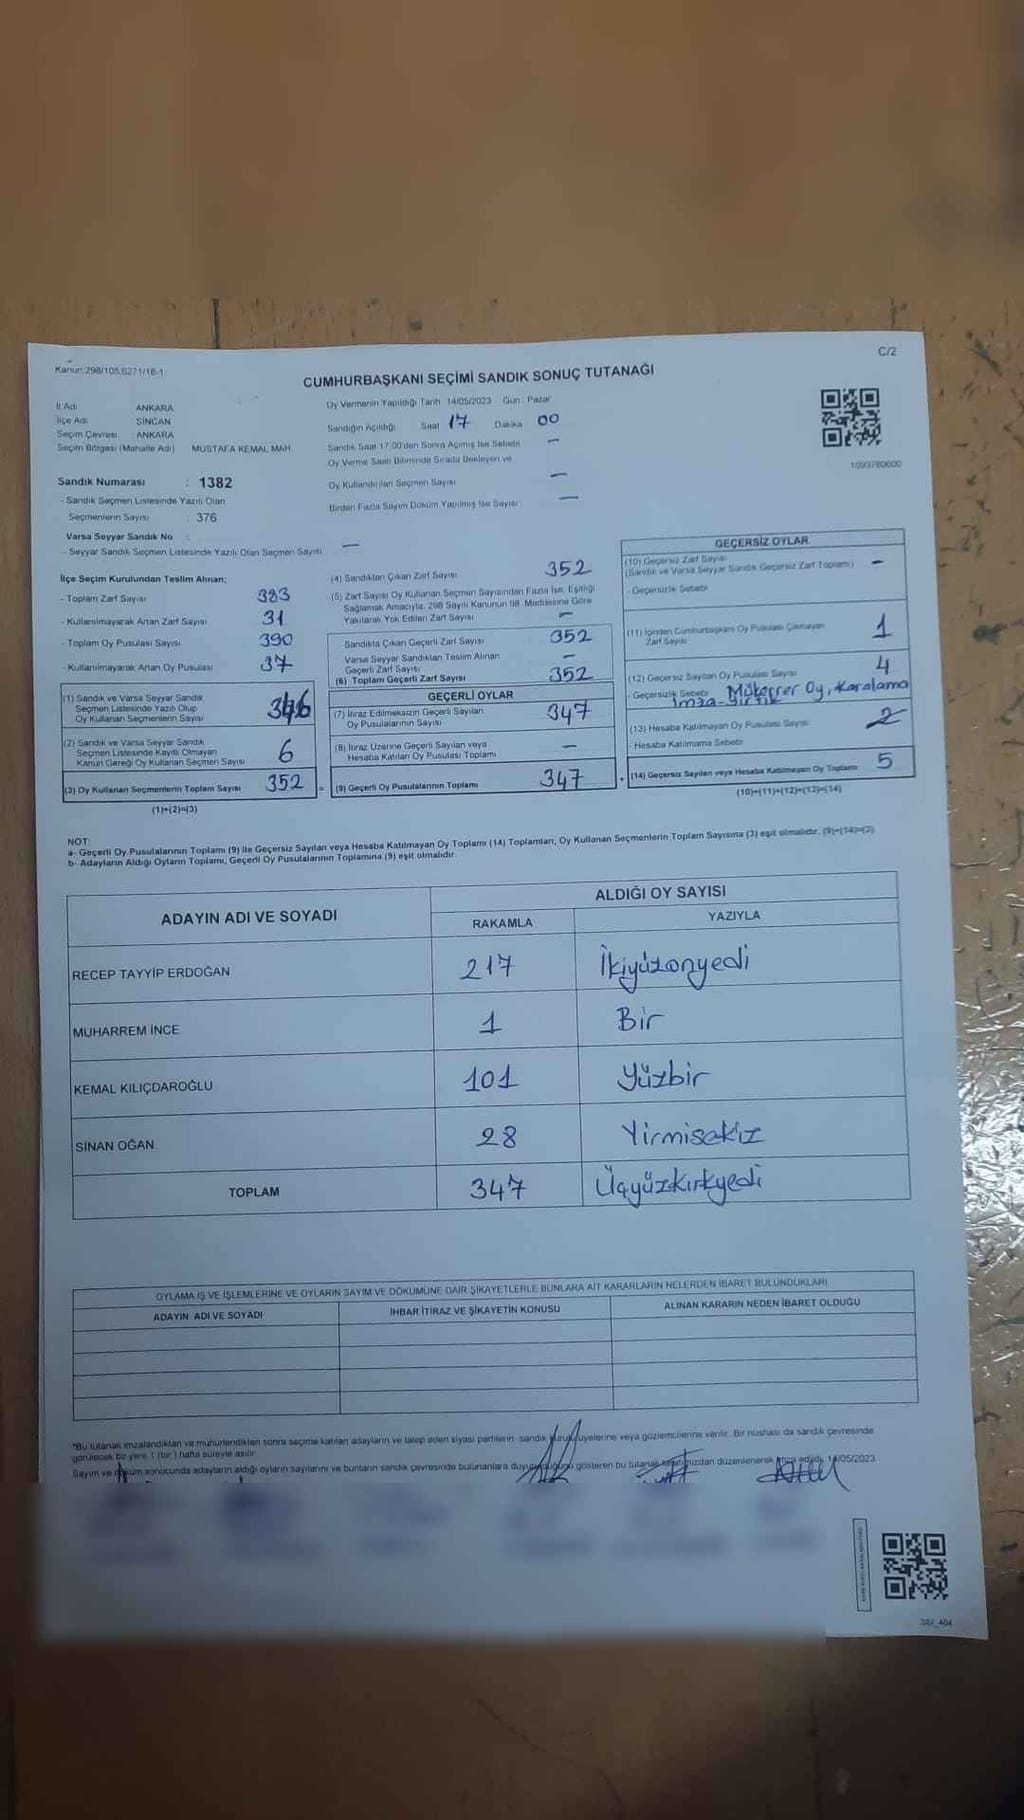 Kanun:298/105,6271/16-1
C/2
CUMHURBAŞKANI SEÇİMİ SANDIK SONUÇ TUTANAĞI
İl Adı ANKARA
İlçe Adı SİNCAN
Seçim Çevresi ANKARA
Seçim Bölgesi (Mahalle Adı) MUSTAFA KEMAL MAH.
Sandık Numarası : 1382
- Sandık Seçmen Listesinde Yazılı Olan
Seçmenlerin Sayısı : 376
Varsa Seyyar Sandık No :
- Seyyar Sandık Seçmen Listesinde Yazılı Olan Seçmen Sayısı —
Oy Vermenin Yapıldığı Tarih 14/05/2023 Gün: Pazar
Sandığın Açıldığı Saat 17 Dakika 00
Sandık Saat 17.00'den Sonra Açılmış İse Sebebi —
Oy Verme Saati Bitiminde Sırada Bekleyen ve
Oy Kullandırılan Seçmen Sayısı —
Birden Fazla Sayım Döküm Yapılmış İse Sayısı —
İlçe Seçim Kurulundan Teslim Alınan;
- Toplam Zarf Sayısı 383
- Kullanılmayarak Artan Zarf Sayısı 31
- Toplam Oy Pusulası Sayısı 390
- Kullanılmayarak Artan Oy Pusulası 37
(1) Sandık ve Varsa Seyyar Sandık
Seçmen Listesinde Yazılı Olup
Oy Kullanan Seçmenlerin Sayısı 346
(2) Sandık ve Varsa Seyyar Sandık
Seçmen Listesinde Kayıtlı Olmayan
Kanun Gereği Oy Kullanan Seçmen Sayısı 6
(3) Oy Kullanan Seçmenlerin Toplam Sayısı 352
(1)+(2)=(3)
(4) Sandıktan Çıkan Zarf Sayısı 352
(5) Zarf Sayısı Oy Kullanan Seçmen Sayısından Fazla İse, Eşitliği
Sağlamak Amacıyla, 298 Sayılı Kanunun 98. Maddesine Göre
Yakılarak Yok Edilen Zarf Sayısı —
Sandıkta Çıkan Geçerli Zarf Sayısı 352
Varsa Seyyar Sandıktan Teslim Alınan
Geçerli Zarf Sayısı —
(6) Toplam Geçerli Zarf Sayısı 352
GEÇERLİ OYLAR
(7) İtiraz Edilmeksizin Geçerli Sayılan
Oy Pusulalarının Sayısı 347
(8) İtiraz Üzerine Geçerli Sayılan veya
Hesaba Katılan Oy Pusulası Toplamı —
= (9) Geçerli Oy Pusulalarının Toplamı 347
GEÇERSİZ OYLAR
(10) Geçersiz Zarf Sayısı
(Sandık ve Varsa Seyyar Sandık Geçersiz Zarf Toplamı) —
- Geçersizlik Sebebi
(11) İçinden Cumhurbaşkanı Oy Pusulası Çıkmayan
Zarf Sayısı 1
(12) Geçersiz Sayılan Oy Pusulası Sayısı 4
- Geçersizlik Sebebi Mükerrer Oy, Karalama
İmza-Yırtık
(13) Hesaba Katılmayan Oy Pusulası Sayısı
- Hesaba Katılmama Sebebi
+ (14) Geçersiz Sayılan veya Hesaba Katılmayan Oy Toplamı 5
(10)+(11)+(12)+(13)=(14)
NOT:
a- Geçerli Oy Pusulalarının Toplamı (9) ile Geçersiz Sayılan veya Hesaba Katılmayan Oy Toplamı (14) Toplamları, Oy Kullanan Seçmenlerin Toplam Sayısına (3) eşit olmalıdır. (9)+(14)=(3)
b- Adayların Aldığı Oyların Toplamı, Geçerli Oy Pusulalarının Toplamına (9) eşit olmalıdır.
ADAYIN ADI VE SOYADI
ALDIĞI OY SAYISI
RAKAMLA YAZIYLA
RECEP TAYYİP ERDOĞAN 217 İkiyüzonyedi
MUHARREM İNCE 1 Bir
KEMAL KILIÇDAROĞLU 101 Yüzbir
SİNAN OĞAN 28 Yirmisekiz
TOPLAM 347 Üçyüzkırkyedi
OYLAMA İŞ VE İŞLEMLERİNE VE OYLARIN SAYIM VE DÖKÜMÜNE DAİR ŞİKAYETLERLE BUNLARA AİT KARARLARIN NELERDEN İBARET BULUNDUKLARI
ADAYIN ADI VE SOYADI İHBAR İTİRAZ VE ŞİKAYETİN KONUSU ALINAN KARARIN NEDEN İBARET OLDUĞU
*Bu tutanak imzalandıktan ve mühürlendikten sonra seçime katılan adayların ve talep eden siyasi partilerin sandık kurulu üyelerine veya gözlemcilerine verilir. Bir nüshası da sandık çevresinde
görülecek bir yere 1 (bir) hafta süreyle asılır.
Sayım ve döküm sonucunda adayların aldığı oyların sayılarını ve bunların sandık çevresinde bulunanlara gösteren bu tutanak düzenlenerek imza edildi. 14/05/2023